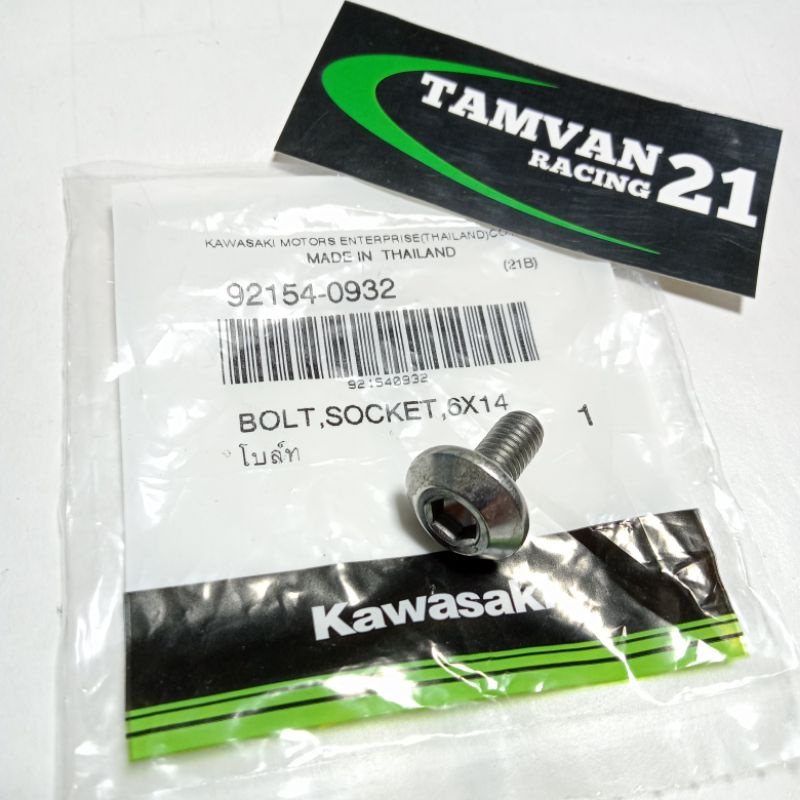 TAMVAN
RACING 21
KAWASAKI MOTORS ENTERPRISE(THAILAND)CO
MADE IN THAILAND
(21B)
92154-0932
921540932
BOLT,SOCKET,6X14
1
โบล์ท
Kawasaki